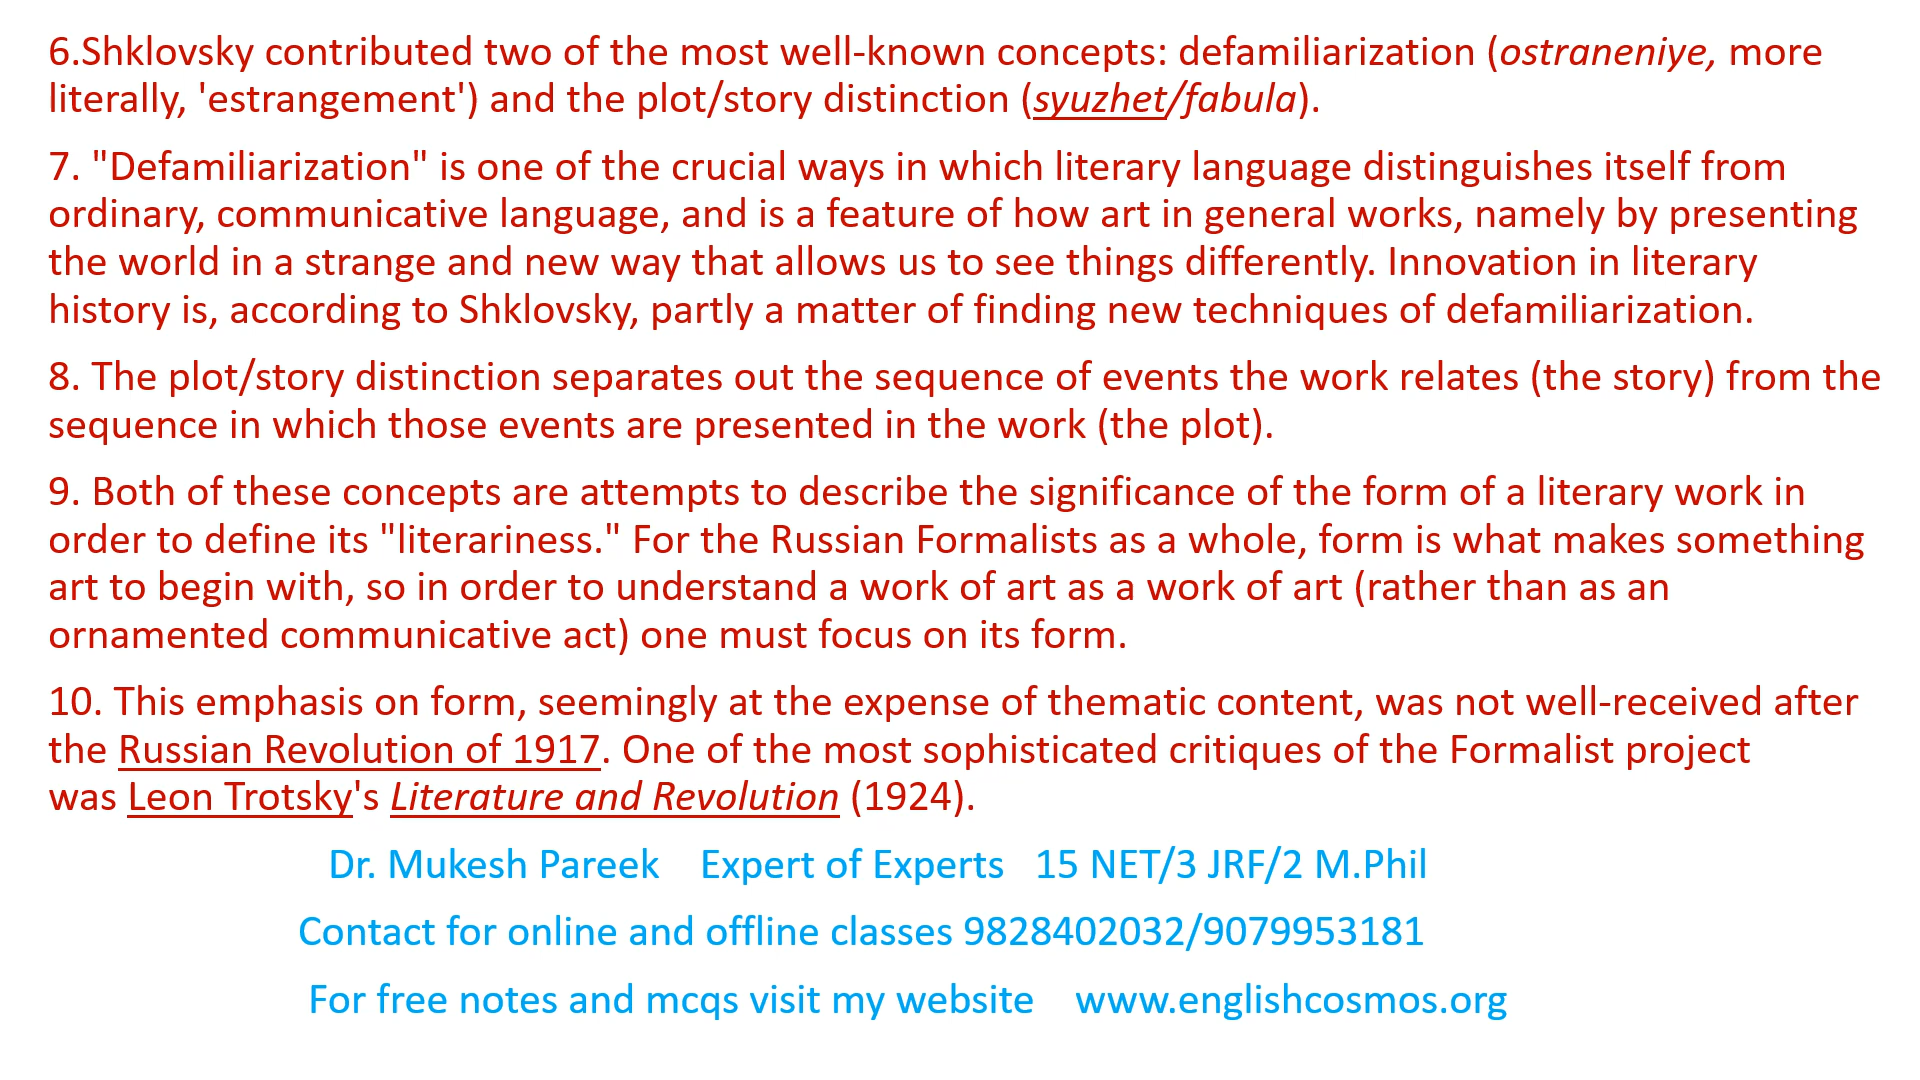 6.Shklovsky contributed two of the most well-known concepts: defamiliarization (ostraneniye, more
literally, 'estrangement') and the plot/story distinction (syuzhet/fabula).
7. "Defamiliarization" is one of the crucial ways in which literary language distinguishes itself from
ordinary, communicative language, and is a feature of how art in general works, namely by presenting
the world in a strange and new way that allows us to see things differently. Innovation in literary
history is, according to Shklovsky, partly a matter of finding new techniques of defamiliarization.
8. The plot/story distinction separates out the sequence of events the work relates (the story) from the
sequence in which those events are presented in the work (the plot).
9. Both of these concepts are attempts to describe the significance of the form of a literary work in
order to define its "literariness." For the Russian Formalists as a whole, form is what makes something
art to begin with, so in order to understand a work of art as a work of art (rather than as an
ornamented communicative act) one must focus on its form.
10. This emphasis on form, seemingly at the expense of thematic content, was not well-received after
the Russian Revolution of 1917. One of the most sophisticated critiques of the Formalist project
was Leon Trotsky's Literature and Revolution (1924).
Dr. Mukesh Pareek Expert of Experts 15 NET/3 JRF/2 M.Phil
Contact for online and offline classes 9828402032/9079953181
For free notes and mcqs visit my website www.englishcosmos.org